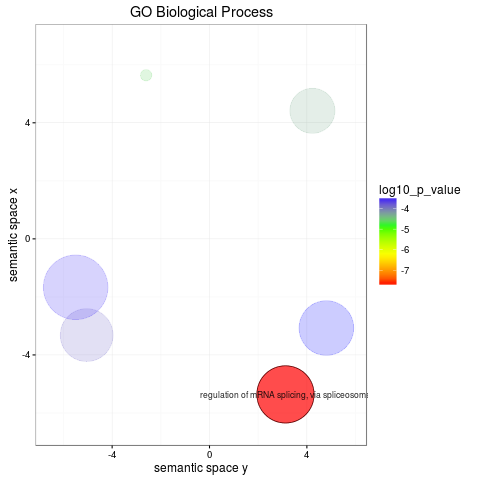 GO Biological Process
semantic space x
4
0
-4
regulation of mRNA splicing, via spliceosome
-4
0
4
semantic space y
log10_p_value
-4
-5
-6
-7